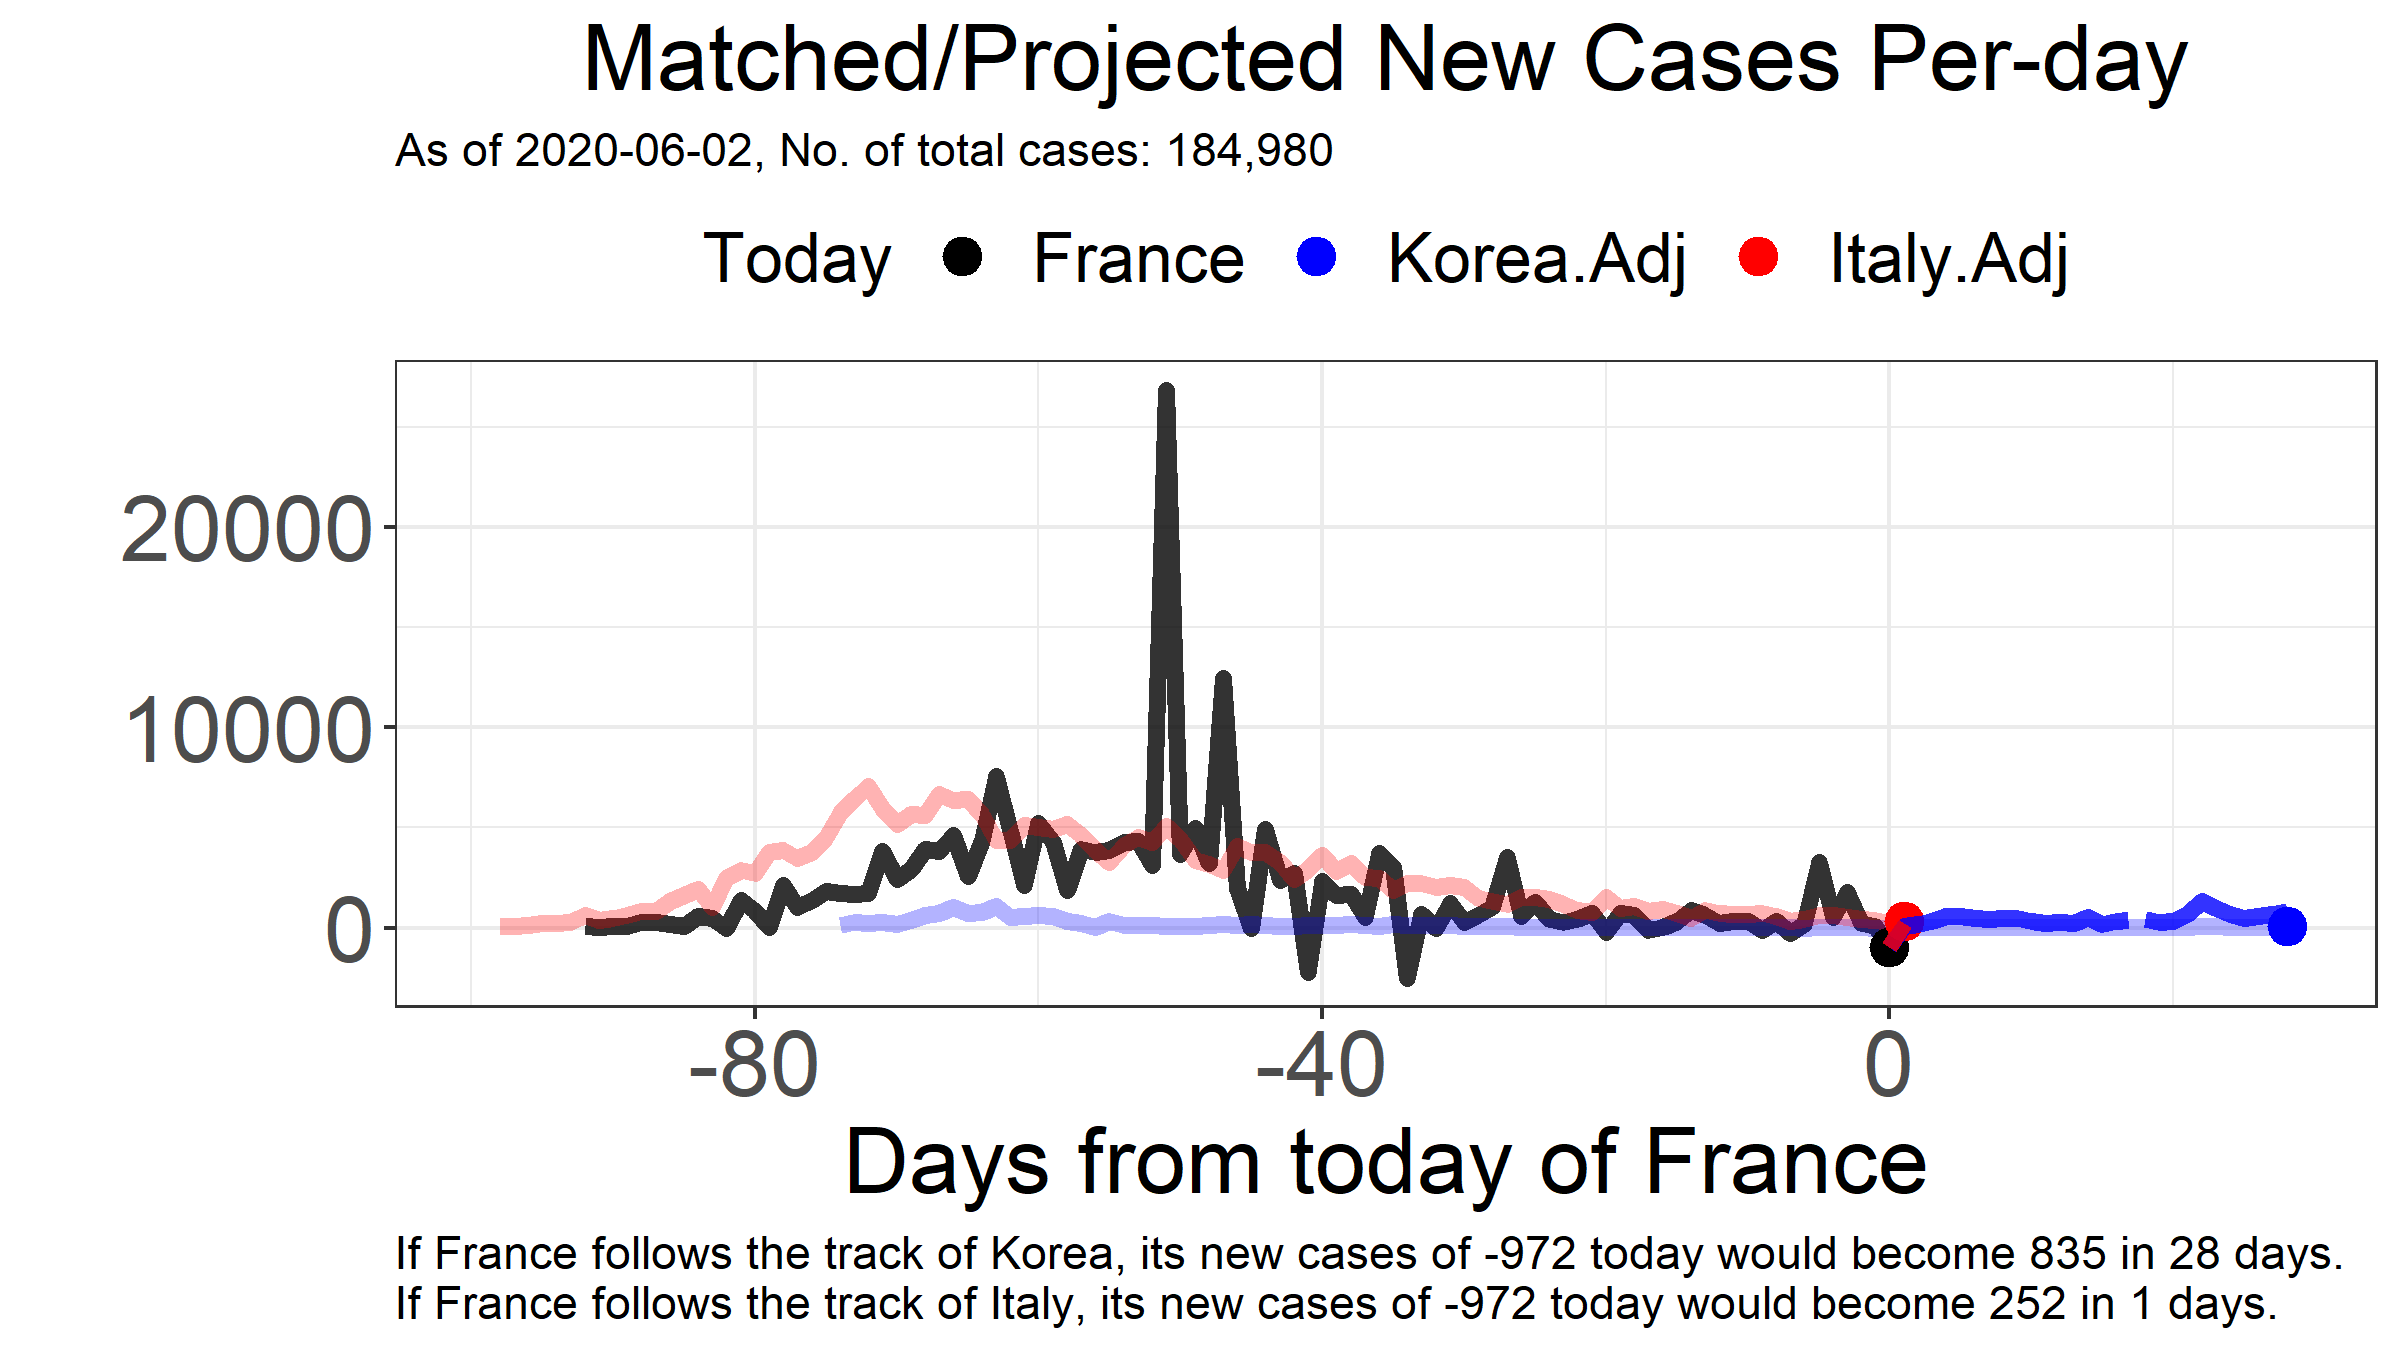 Matched/Projected New Cases Per-day
As of 2020-06-02, No. of total cases: 184,980
Today France Korea.Adj Italy.Adj
20000
10000
0
-80 -40 0
Days from today of France
If France follows the track of Korea, its new cases of -972 today would become 835 in 28 days.
If France follows the track of Italy, its new cases of -972 today would become 252 in 1 days.